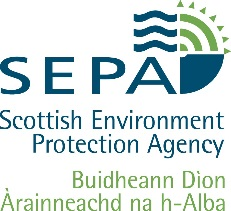 SEPA
Scottish Environment
Protection Agency
Buidheann Dìon
Àrainneachd na h-Alba